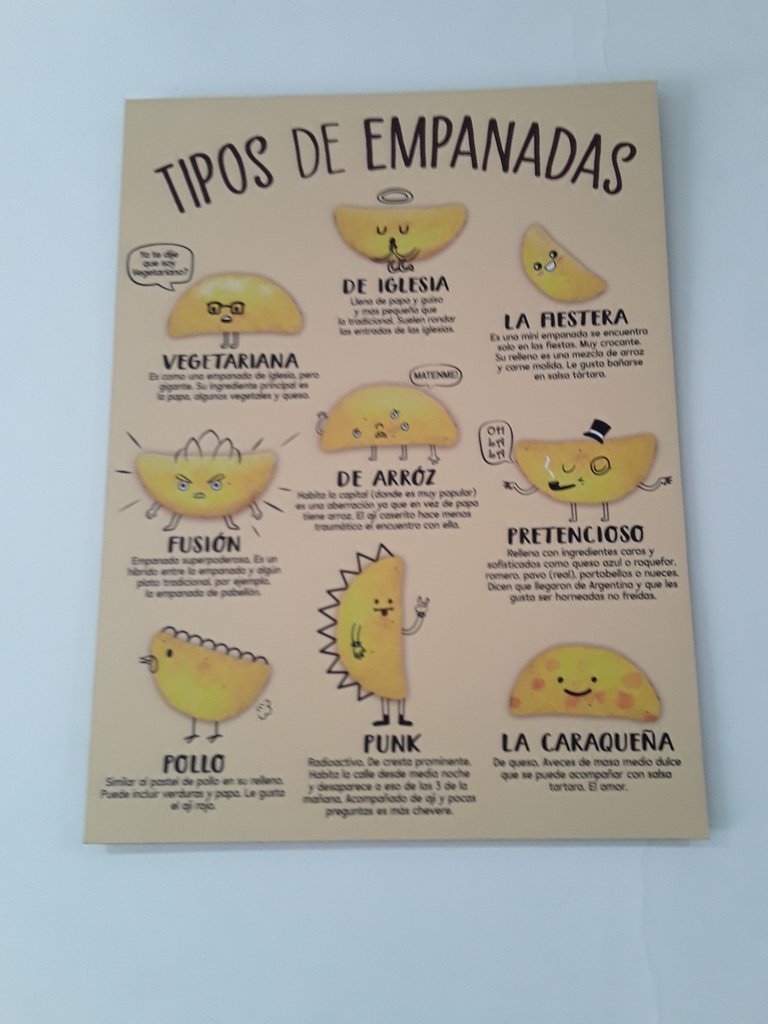 TIPOS DE EMPANADAS
DE IGLESIA
Llena de papa y guiso
y mas pequeña que
la tradicional. Suelen rondar
las entradas de las iglesias.
LA FIESTERA
Es una mini empanada se encuentra
solo en las fiestas. Muy crocante.
Su relleno es una mezcla de arroz
y carne molida. Le gusta bañarse
en salsa tártara.
Ya te dije
que soy
Vegetariano?
VEGETARIANA
Es como una empanada de iglesia, pero
gigante. Su ingrediente principal es
la papa, algunos vegetales y queso.
MATENME!
DE ARRÓZ
Habita la capital (donde es muy popular)
es una aberración ya que en vez de papa
tiene arroz. El ají caserito hace menos
traumático el encuentro con ella.
OH
LA
LA
PRETENCIOSO
Rellena con ingredientes caros y
sofisticados como queso azul o roquefor,
romero, pavo (real), portobellos o nueces.
Dicen que llegaron de Argentina y que les
gusta ser horneadas no freídas.
FUSIÓN
Empanada superpoderosa. Es un
híbrido entre la empanada y algún
plato tradicional, por ejemplo,
la empanada de pabellón.
PUNK
Radioactiva. De cresta prominente.
Habita la calle desde media noche
y desaparece a eso de las 3 de la
mañana. Acompañado de ají y pocas
preguntas es más chevere.
POLLO
Similar al pastel de pollo en su relleno.
Puede incluir verduras y papa. Le gusta
el ají rojo.
LA CARAQUEÑA
De queso. Aveces de masa medio dulce
que se puede acompañar con salsa
tartara. El amor.